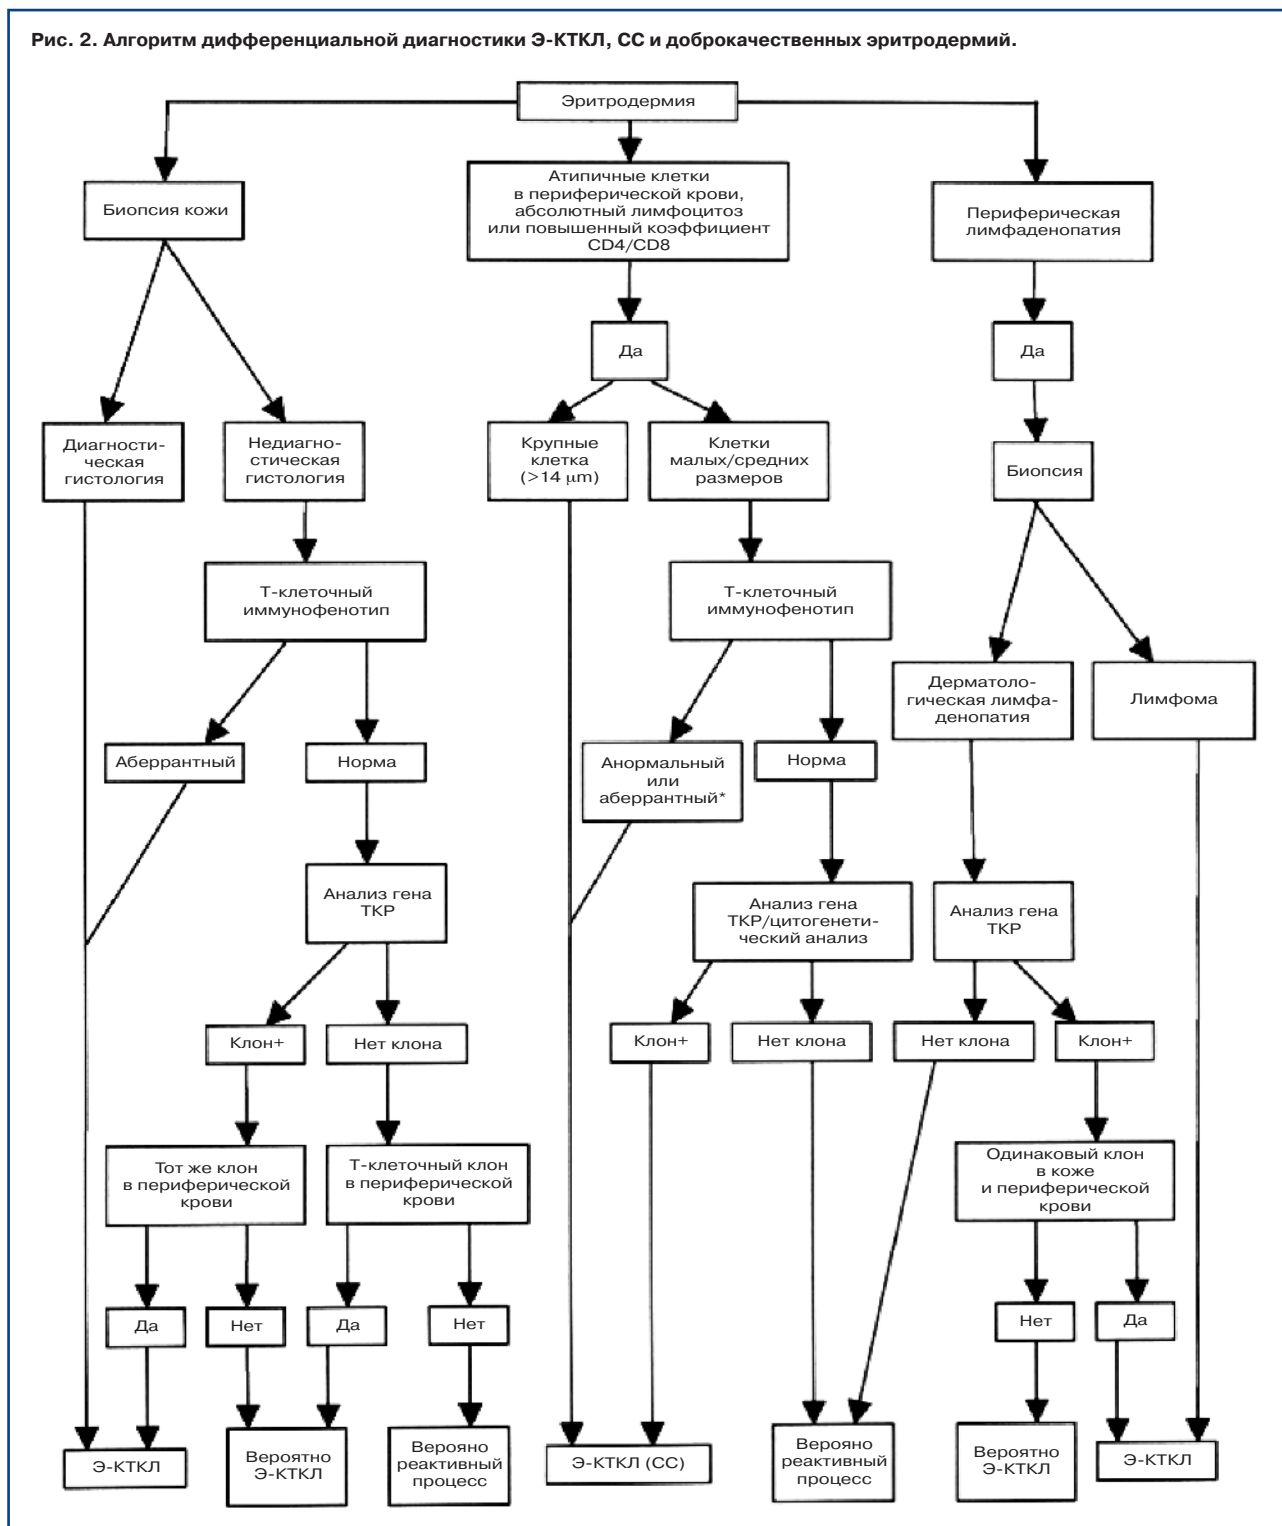 Рис. 2. Алгоритм дифференциальной диагностики Э-КТКЛ, СС и доброкачественных эритродермий.
Эритродермия
Биопсия кожи
Атипичные клетки
в периферической крови,
абсолютный лимфоцитоз
или повышенный коэффициент
CD4/CD8
Периферическая
лимфаденопатия
Да
Да
Диагности-
ческая
гистология
Недиагно-
стическая
гистология
Крупные
клетка
(>14 μm)
Клетки
малых/средних
размеров
Биопсия
Т-клеточный
иммунофенотип
Т-клеточный
иммунофенотип
Дерматоло-
гическая лимфа-
денопатия
Лимфома
Аберрантный
Норма
Анормальный
или
аберрантный*
Норма
Анализ гена
ТКР
Анализ гена
ТКР/цитогенети-
ческий анализ
Анализ гена
ТКР
Клон+
Нет клона
Клон+
Нет клона
Нет клона
Клон+
Тот же клон
в периферической
крови
Т-клеточный клон
в периферической
крови
Одинаковый клон
в коже
и периферической
крови
Да
Нет
Да
Нет
Нет
Да
Э-КТКЛ
Вероятно
Э-КТКЛ
Верояно
реактивный
процесс
Э-КТКЛ (СС)
Верояно
реактивный
процесс
Вероятно
Э-КТКЛ
Э-КТКЛ